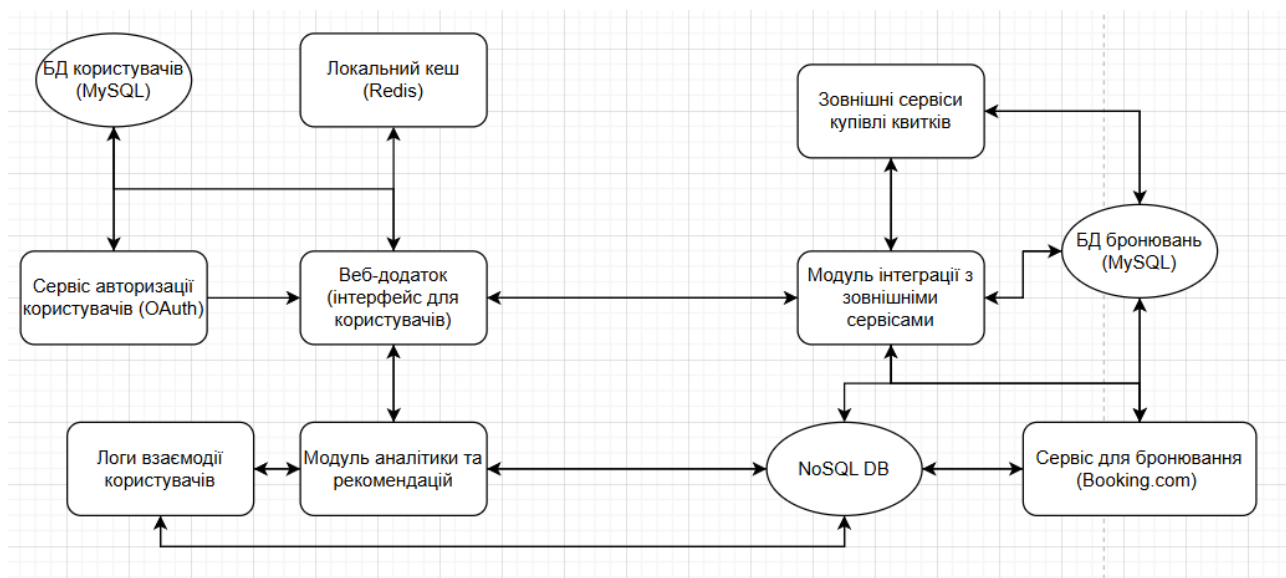 БД користувачів
(MySQL)
Локальний кеш
(Redis)
Зовнішні сервіси
купівлі квитків
БД бронювань
(MySQL)
Сервіс авторизації
користувачів (OAuth)
Веб-додаток
(інтерфейс для
користувачів)
Модуль інтеграції з
зовнішніми
сервісами
Логи взаємодії
користувачів
Модуль аналітики та
рекомендацій
NoSQL DB
Сервіс для бронювання
(Booking.com)